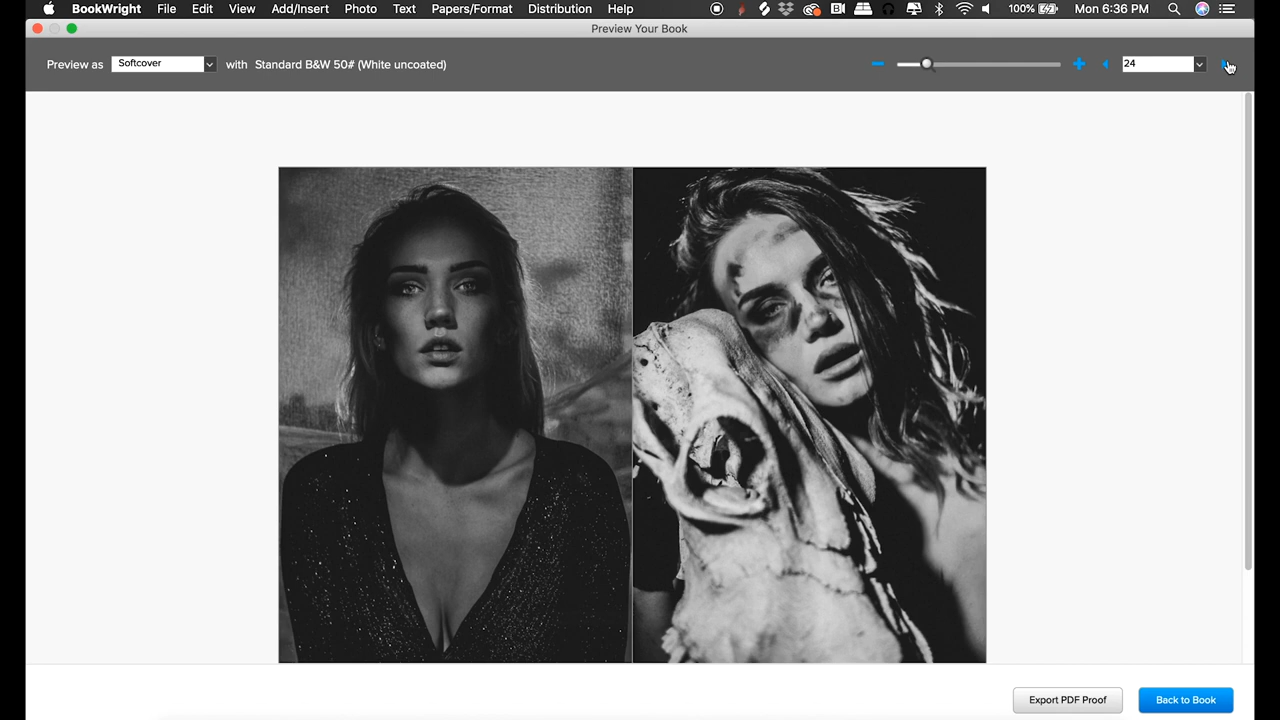 BookWright File Edit View Add/Insert Photo Text Papers/Format Distribution Help 100% Mon 6:36 PM
Preview Your Book
Preview as Softcover with Standard B&W 50# (White uncoated) 24
Export PDF Proof Back to Book